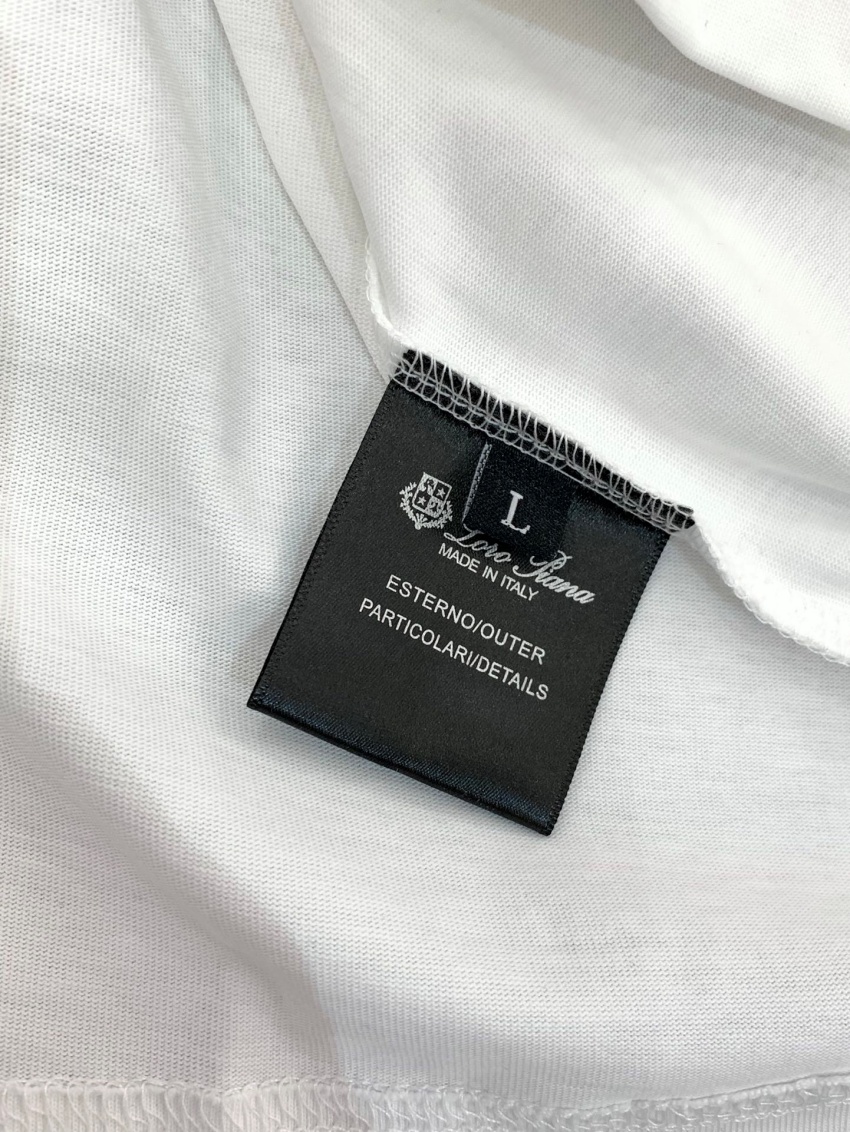 L
Loro Piana
MADE IN ITALY
ESTERNO/OUTER
PARTICOLARI/DETAILS